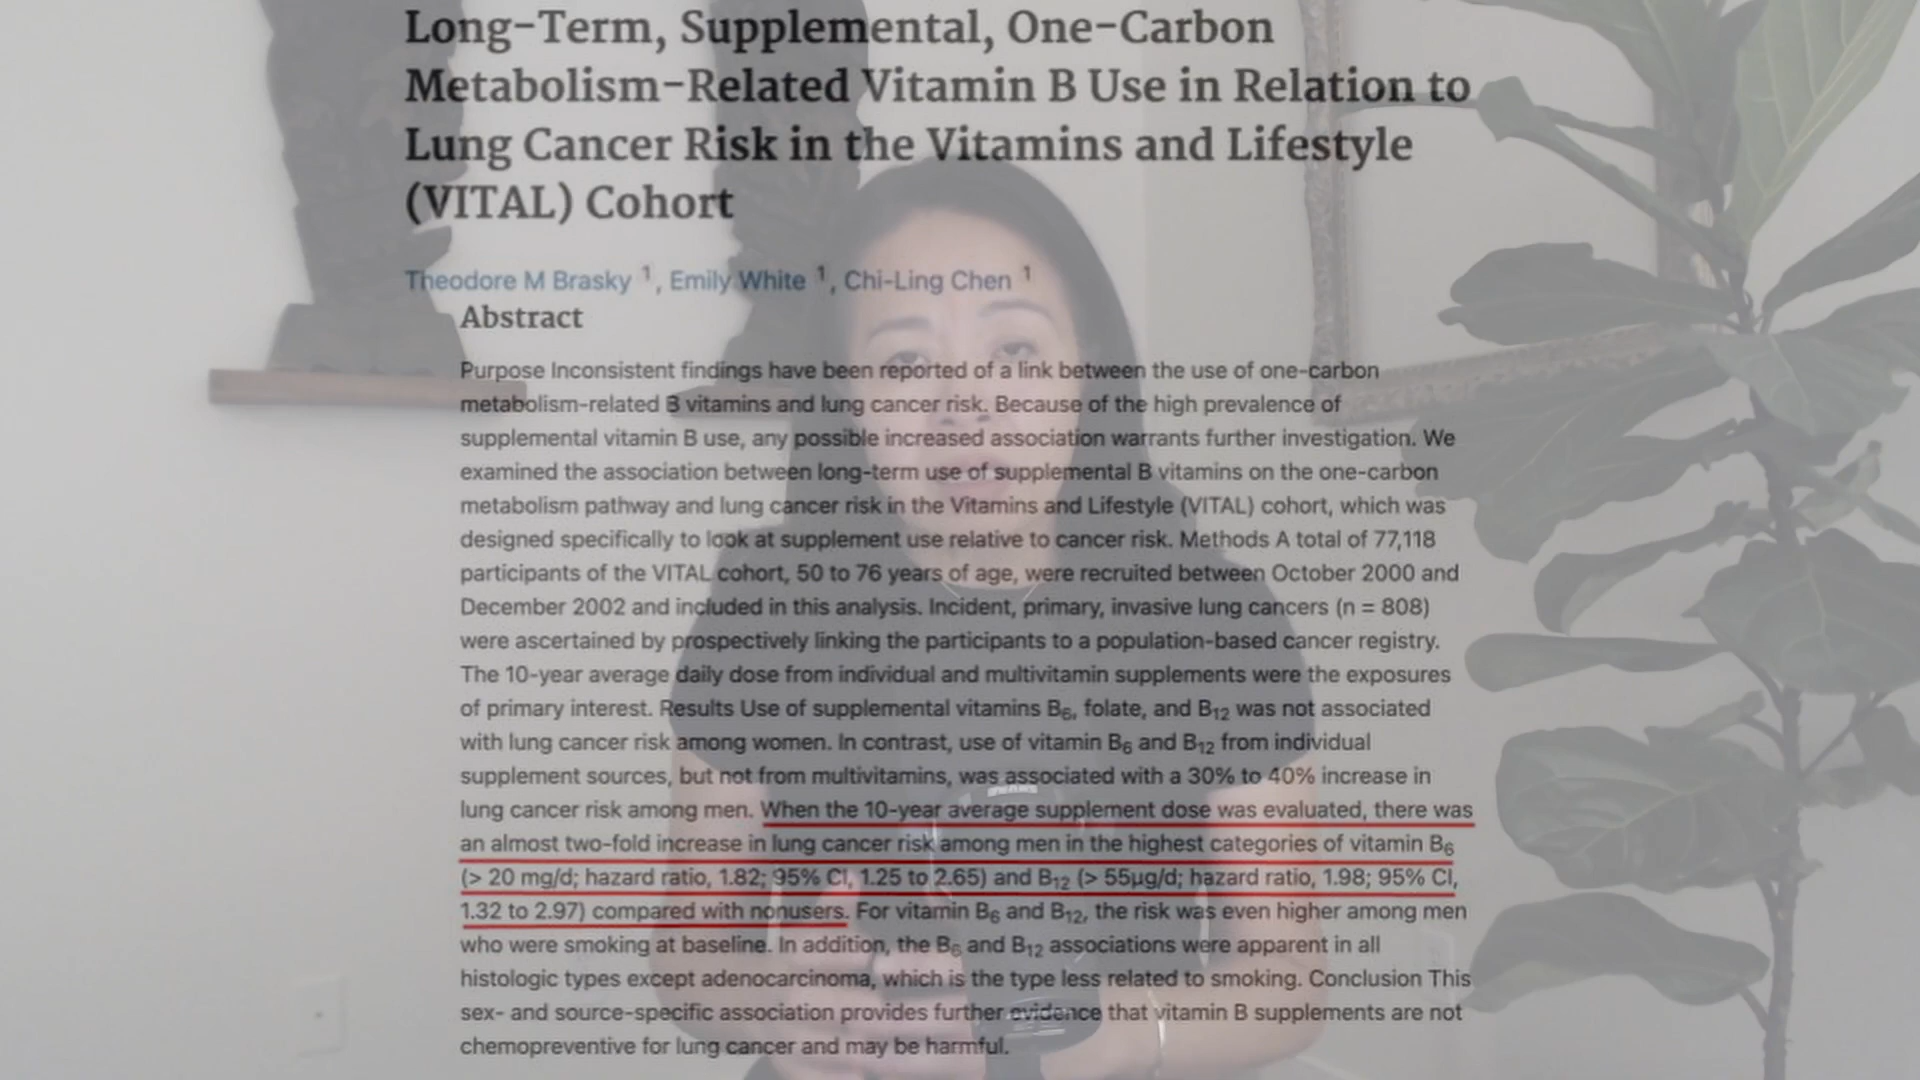 Long-Term, Supplemental, One-Carbon
Metabolism-Related Vitamin B Use in Relation to
Lung Cancer Risk in the Vitamins and Lifestyle
(VITAL) Cohort
Theodore M Brasky ¹, Emily White ¹, Chi-Ling Chen ¹
Abstract
Purpose Inconsistent findings have been reported of a link between the use of one-carbon
metabolism-related B vitamins and lung cancer risk. Because of the high prevalence of
supplemental vitamin B use, any possible increased association warrants further investigation. We
examined the association between long-term use of supplemental B vitamins on the one-carbon
metabolism pathway and lung cancer risk in the Vitamins and Lifestyle (VITAL) cohort, which was
designed specifically to look at supplement use relative to cancer risk. Methods A total of 77,118
participants of the VITAL cohort, 50 to 76 years of age, were recruited between October 2000 and
December 2002 and included in this analysis. Incident, primary, invasive lung cancers (n = 808)
were ascertained by prospectively linking the participants to a population-based cancer registry.
The 10-year average daily dose from individual and multivitamin supplements were the exposures
of primary interest. Results Use of supplemental vitamins B₆, folate, and B₁₂ was not associated
with lung cancer risk among women. In contrast, use of vitamin B₆ and B₁₂ from individual
supplement sources, but not from multivitamins, was associated with a 30% to 40% increase in
lung cancer risk among men. When the 10-year average supplement dose was evaluated, there was
an almost two-fold increase in lung cancer risk among men in the highest categories of vitamin B₆
(> 20 mg/d; hazard ratio, 1.82; 95% CI, 1.25 to 2.65) and B₁₂ (> 55µg/d; hazard ratio, 1.98; 95% CI,
1.32 to 2.97) compared with nonusers. For vitamin B₆ and B₁₂, the risk was even higher among men
who were smoking at baseline. In addition, the B₆ and B₁₂ associations were apparent in all
histologic types except adenocarcinoma, which is the type less related to smoking. Conclusion This
sex- and source-specific association provides further evidence that vitamin B supplements are not
chemopreventive for lung cancer and may be harmful.